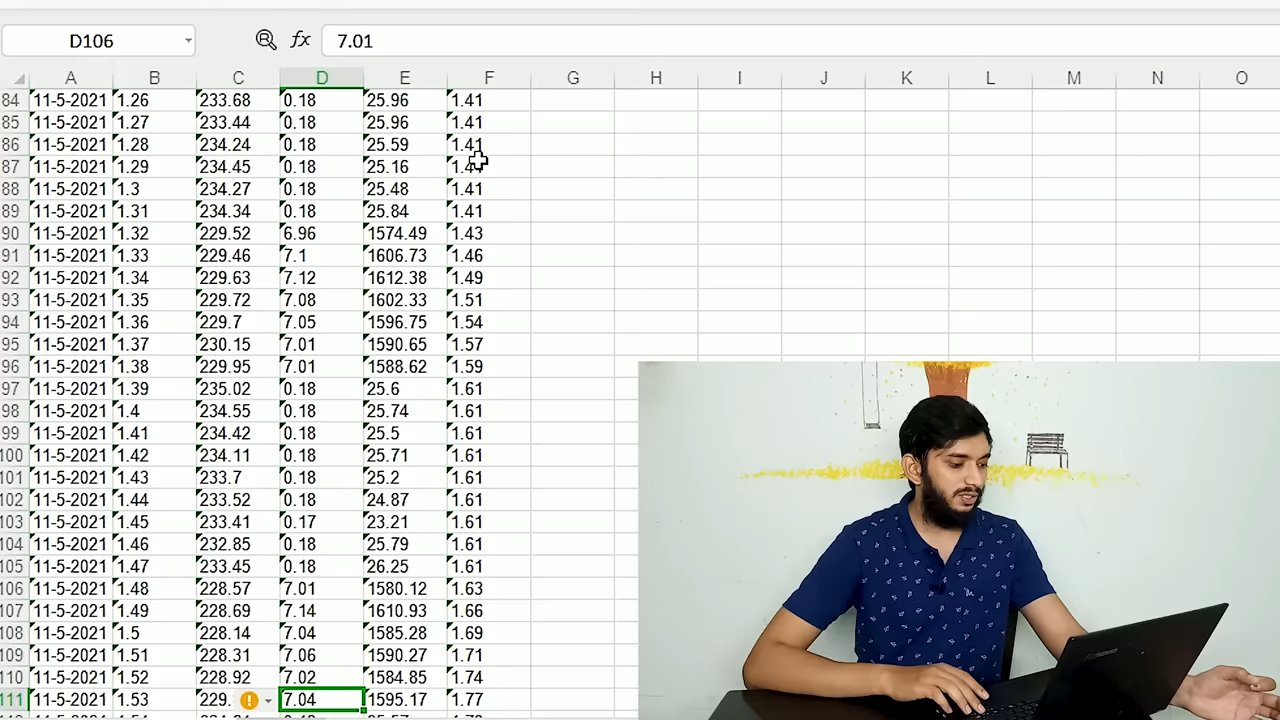 D106 fx 7.01
A B C D E F G H I J K L M N O
84 11-5-2021 1.26 233.68 0.18 25.96 1.41
85 11-5-2021 1.27 233.44 0.18 25.96 1.41
86 11-5-2021 1.28 234.24 0.18 25.59 1.41
87 11-5-2021 1.29 234.45 0.18 25.16
88 11-5-2021 1.3 234.27 0.18 25.48 1.41
89 11-5-2021 1.31 234.34 0.18 25.84 1.41
90 11-5-2021 1.32 229.52 6.96 1574.49 1.43
91 11-5-2021 1.33 229.46 7.1 1606.73 1.46
92 11-5-2021 1.34 229.63 7.12 1612.38 1.49
93 11-5-2021 1.35 229.72 7.08 1602.33 1.51
94 11-5-2021 1.36 229.7 7.05 1596.75 1.54
95 11-5-2021 1.37 230.15 7.01 1590.65 1.57
96 11-5-2021 1.38 229.95 7.01 1588.62 1.59
97 11-5-2021 1.39 235.02 0.18 25.6 1.61
98 11-5-2021 1.4 234.55 0.18 25.74 1.61
99 11-5-2021 1.41 234.42 0.18 25.5 1.61
100 11-5-2021 1.42 234.11 0.18 25.71 1.61
101 11-5-2021 1.43 233.7 0.18 25.2 1.61
102 11-5-2021 1.44 233.52 0.18 24.87 1.61
103 11-5-2021 1.45 233.41 0.17 23.21 1.61
104 11-5-2021 1.46 232.85 0.18 25.79 1.61
105 11-5-2021 1.47 233.45 0.18 26.25 1.61
106 11-5-2021 1.48 228.57 7.01 1580.12 1.63
107 11-5-2021 1.49 228.69 7.14 1610.93 1.66
108 11-5-2021 1.5 228.14 7.04 1585.28 1.69
109 11-5-2021 1.51 228.31 7.06 1590.27 1.71
110 11-5-2021 1.52 228.92 7.02 1584.85 1.74
111 11-5-2021 1.53 229. 7.04 1595.17 1.77